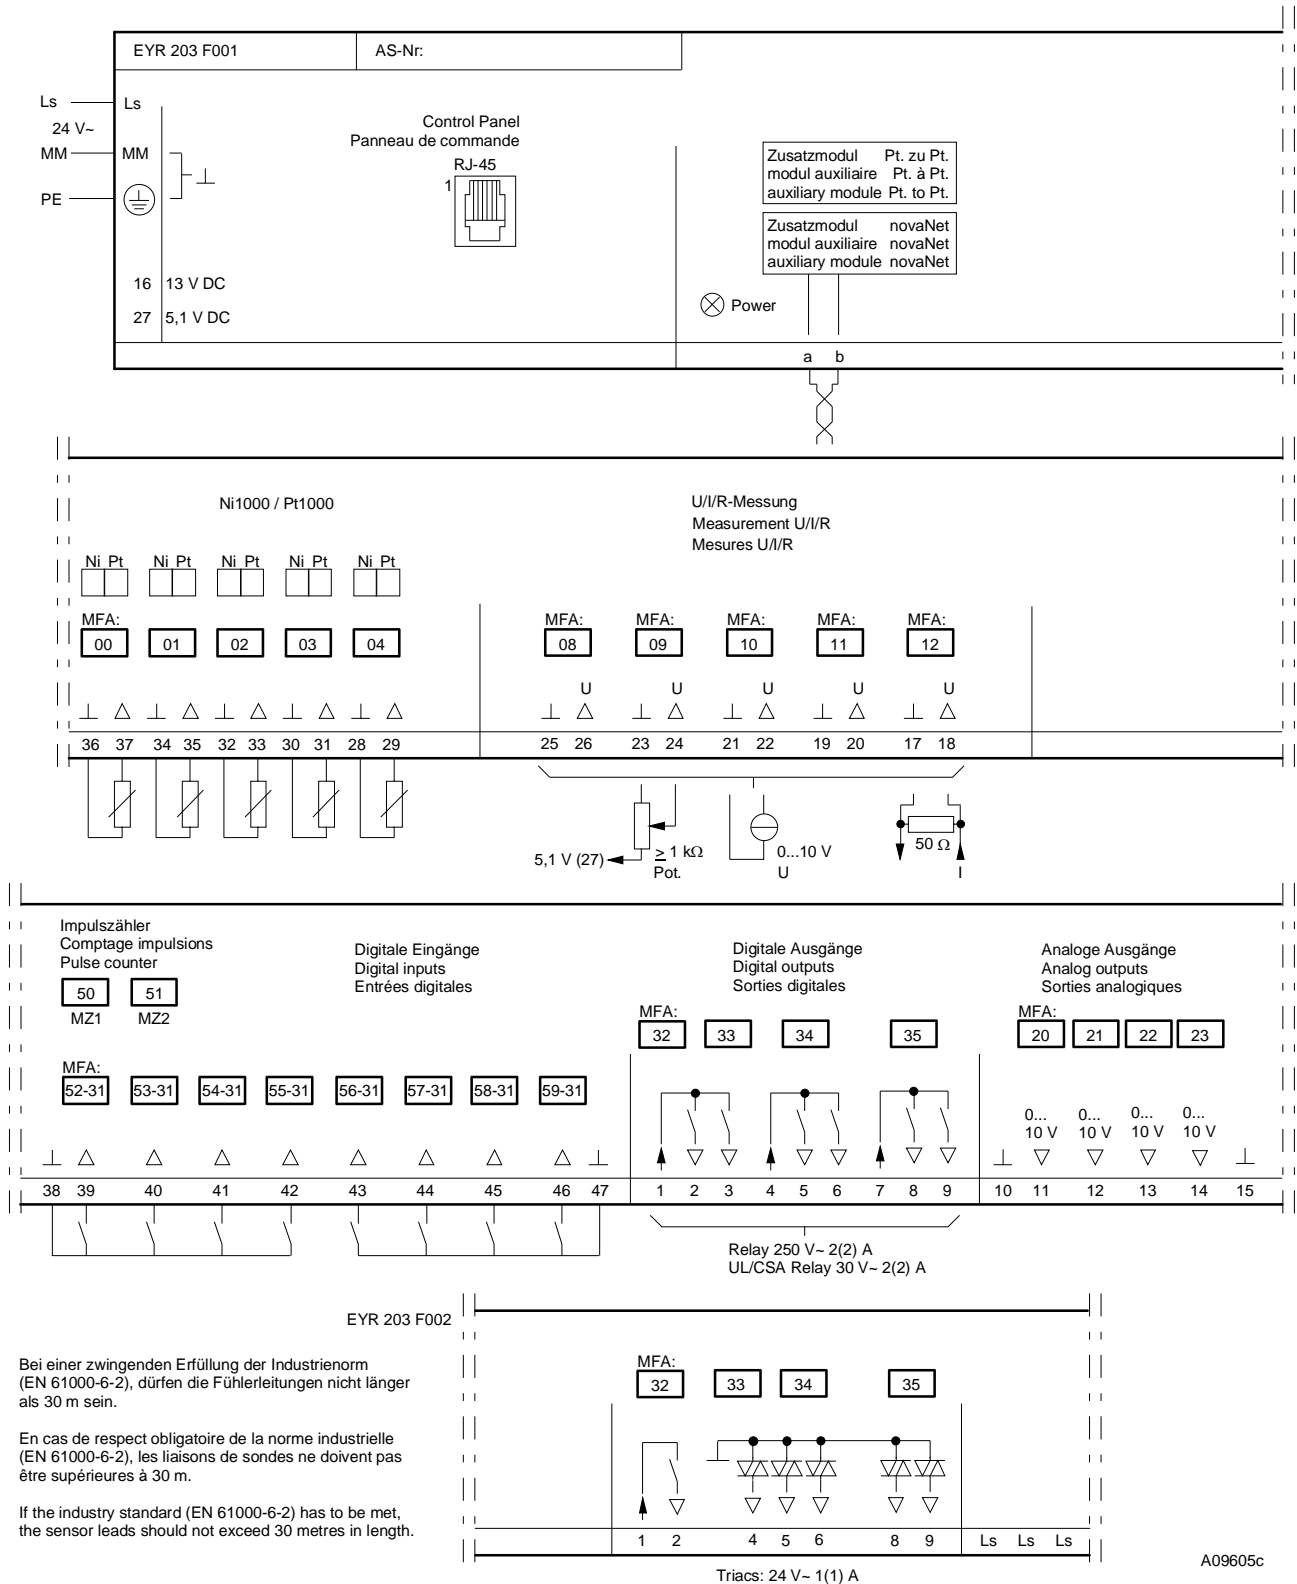 EYR 203 F001
AS-Nr:
Ls
Ls
24 V~
MM
MM
PE
Control Panel
Panneau de commande
RJ-45
1
16 13 V DC
27 5,1 V DC
Zusatzmodul Pt. zu Pt.
modul auxiliaire Pt. à Pt.
auxiliary module Pt. to Pt.
Zusatzmodul novaNet
modul auxiliaire novaNet
auxiliary module novaNet
Power
a b
Ni1000 / Pt1000
U/I/R-Messung
Measurement U/I/R
Mesures U/I/R
Ni Pt Ni Pt Ni Pt Ni Pt Ni Pt
MFA:
00 01 02 03 04
MFA: MFA: MFA: MFA: MFA:
08 09 10 11 12
U U U U U
36 37 34 35 32 33 30 31 28 29
25 26 23 24 21 22 19 20 17 18
5,1 V (27)
≥ 1 kΩ
Pot.
0...10 V
U
50 Ω
I
Impulszähler
Comptage impulsions
Pulse counter
50 51
MZ1 MZ2
Digitale Eingänge
Digital inputs
Entrées digitales
Digitale Ausgänge
Digital outputs
Sorties digitales
Analoge Ausgänge
Analog outputs
Sorties analogiques
MFA:
52-31 53-31 54-31 55-31 56-31 57-31 58-31 59-31
MFA:
32 33 34 35
MFA:
20 21 22 23
0... 0... 0... 0...
10 V 10 V 10 V 10 V
38 39 40 41 42 43 44 45 46 47
1 2 3 4 5 6 7 8 9
10 11 12 13 14 15
Relay 250 V~ 2(2) A
UL/CSA Relay 30 V~ 2(2) A
EYR 203 F002
Bei einer zwingenden Erfüllung der Industrienorm
(EN 61000-6-2), dürfen die Fühlerleitungen nicht länger
als 30 m sein.
En cas de respect obligatoire de la norme industrielle
(EN 61000-6-2), les liaisons de sondes ne doivent pas
être supérieures à 30 m.
If the industry standard (EN 61000-6-2) has to be met,
the sensor leads should not exceed 30 metres in length.
MFA:
32 33 34 35
1 2 4 5 6 8 9 Ls Ls Ls
Triacs: 24 V~ 1(1) A
A09605c